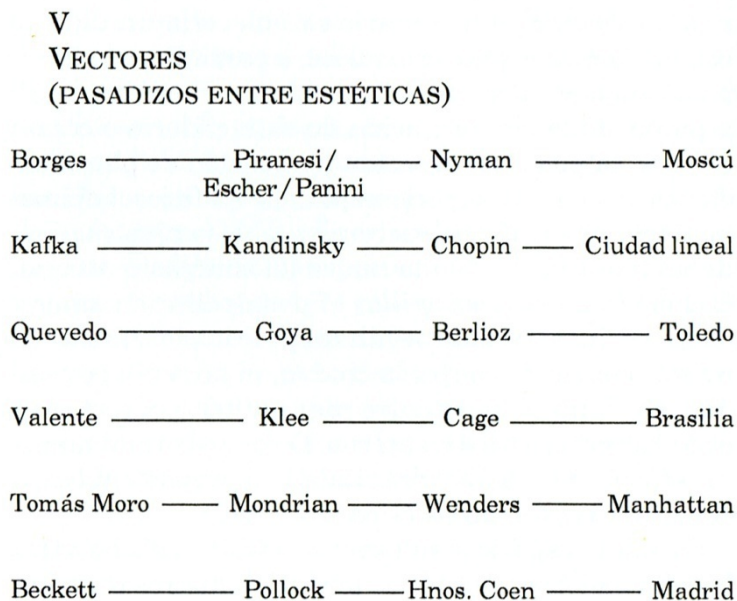 V
VECTORES
(PASADIZOS ENTRE ESTÉTICAS)
Borges Piranesi/ Nyman Moscú
Escher/Panini
Kafka Kandinsky Chopin Ciudad lineal
Quevedo Goya Berlioz Toledo
Valente Klee Cage Brasilia
Tomás Moro Mondrian Wenders Manhattan
Beckett Pollock Hnos. Coen Madrid